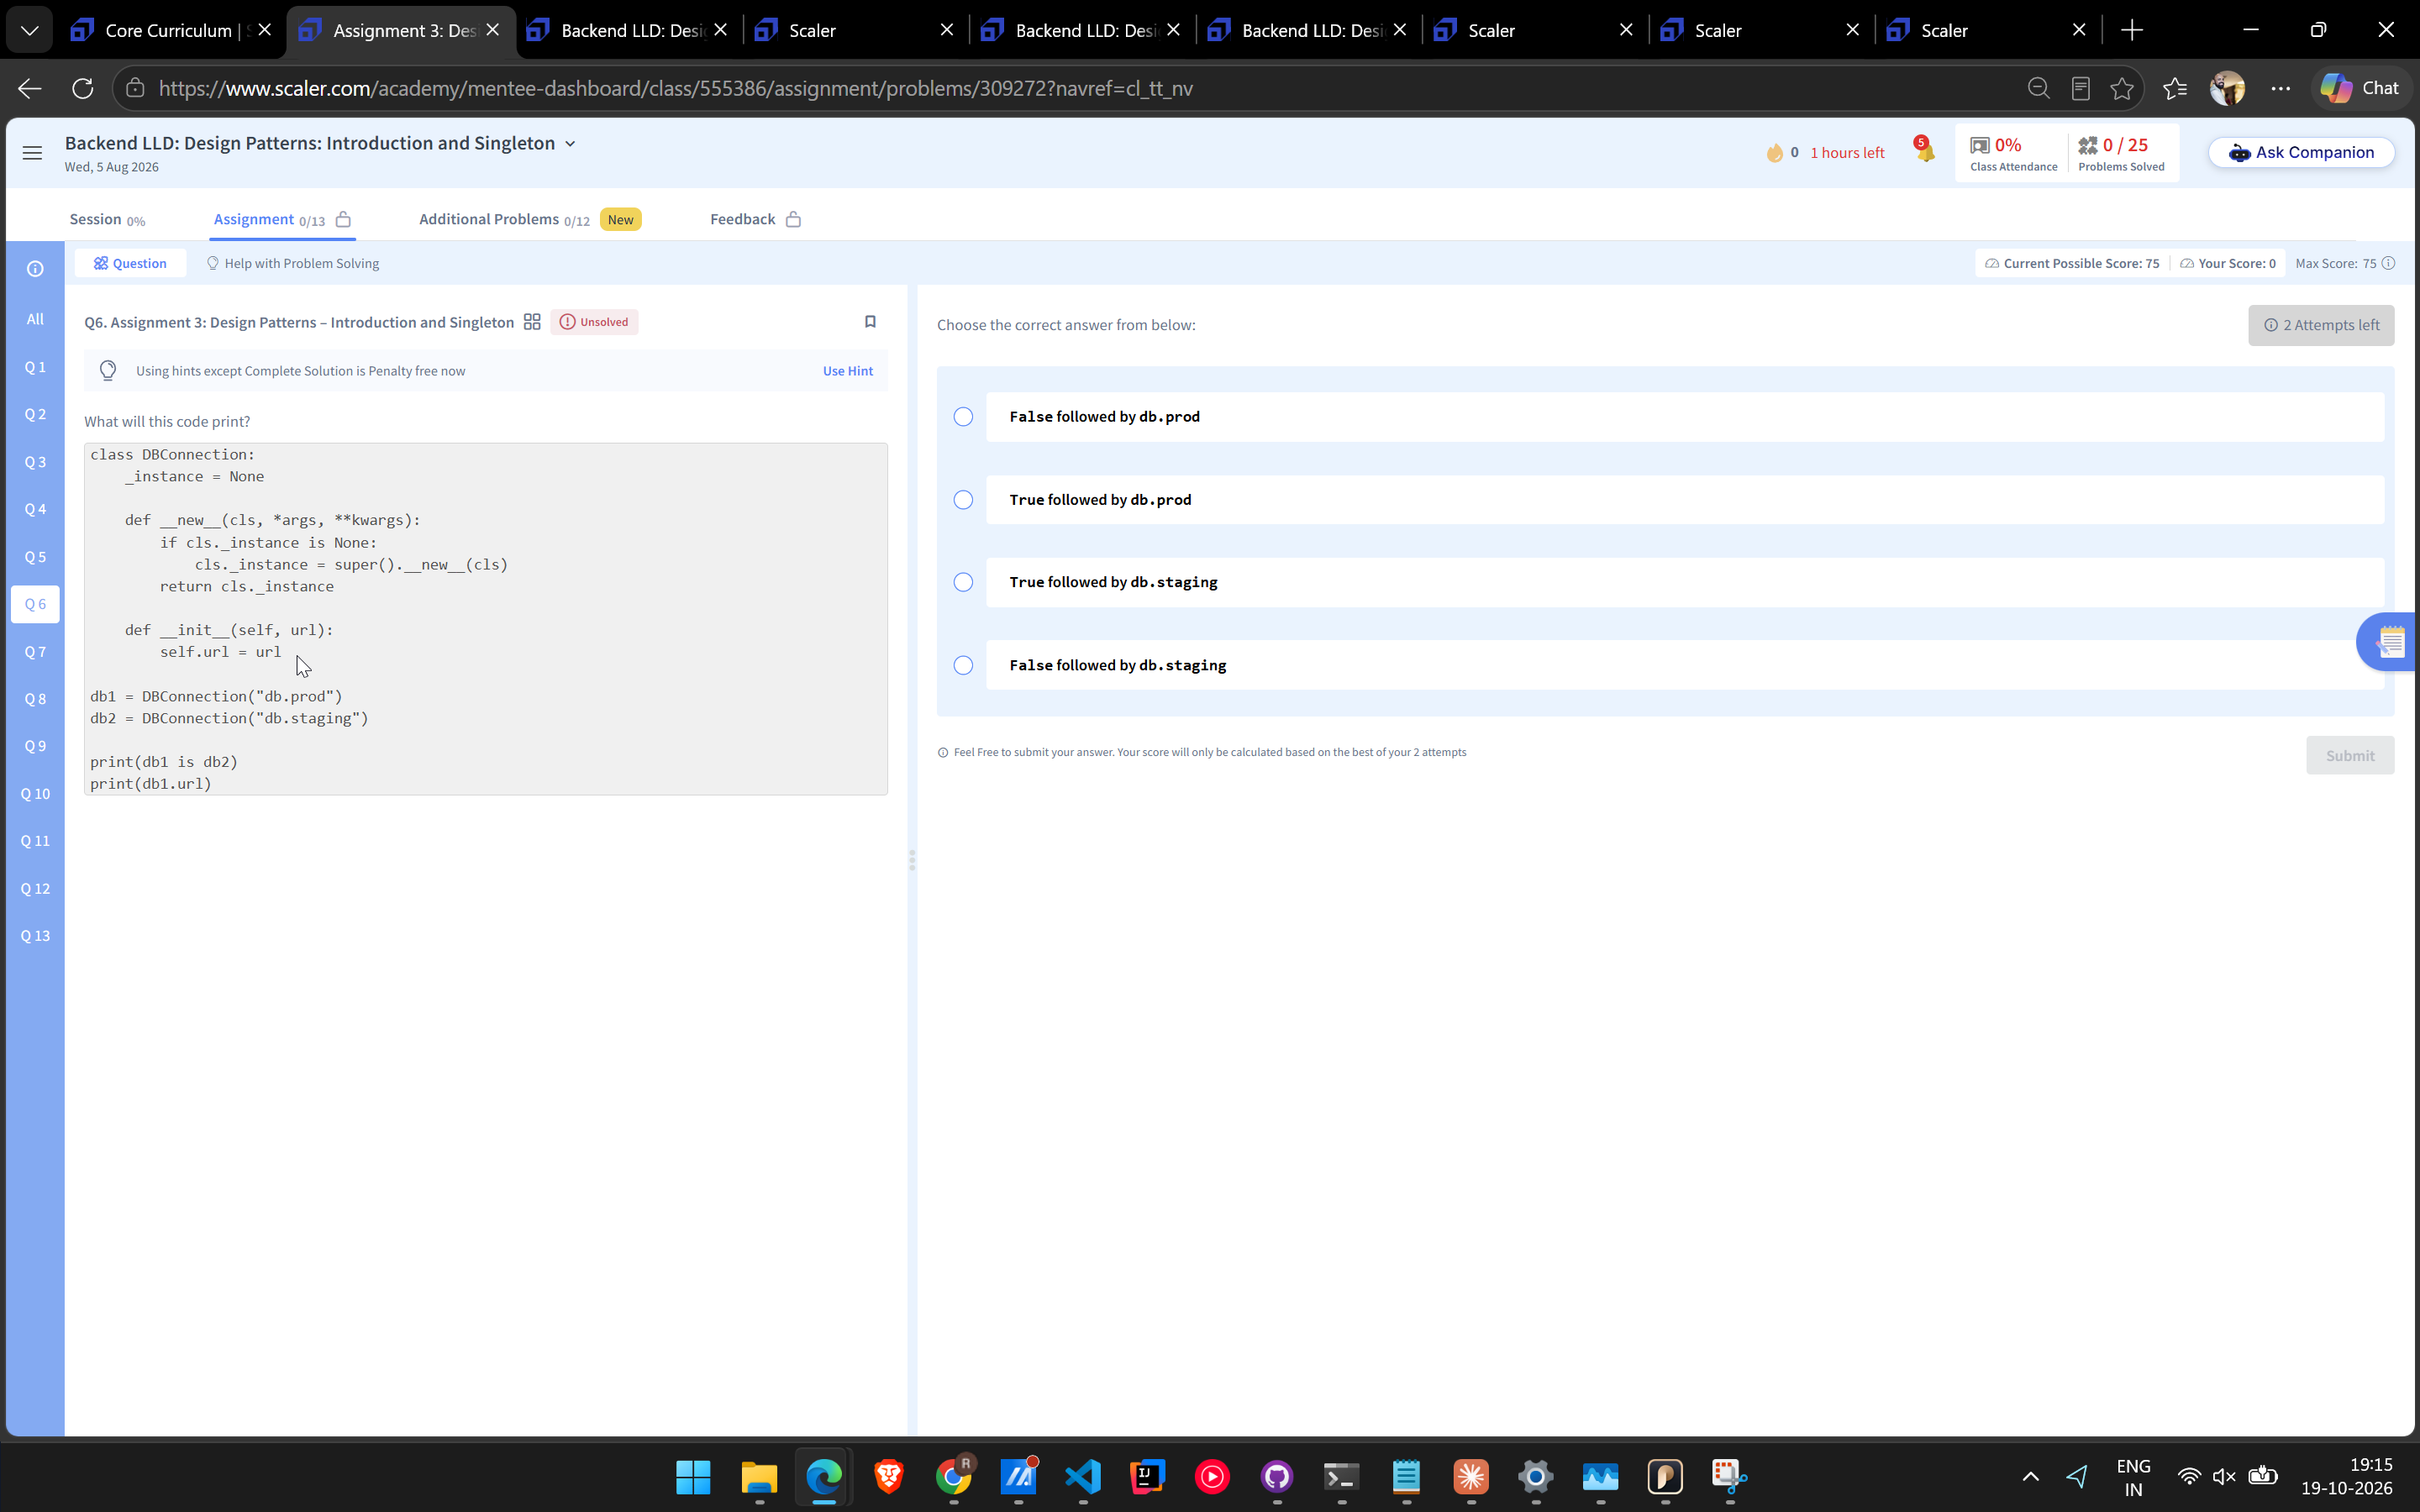 Core Curriculum |
Assignment 3: Des
Backend LLD: Desi
Scaler
Backend LLD: Desi
Backend LLD: Desi
Scaler
Scaler
Scaler
https://www.scaler.com/academy/mentee-dashboard/class/555386/assignment/problems/309272?navref=cl_tt_nv
Chat
Backend LLD: Design Patterns: Introduction and Singleton
Wed, 5 Aug 2026
0
1 hours left
5
0%
Class Attendance
0 / 25
Problems Solved
Ask Companion
Session 0%
Assignment 0/13
Additional Problems 0/12 New
Feedback
Question
Help with Problem Solving
Current Possible Score: 75
Your Score: 0
Max Score: 75
All
Q 1
Q 2
Q 3
Q 4
Q 5
Q 6
Q 7
Q 8
Q 9
Q 10
Q 11
Q 12
Q 13
Q6. Assignment 3: Design Patterns – Introduction and Singleton
Unsolved
Using hints except Complete Solution is Penalty free now
Use Hint
What will this code print?
class DBConnection:
    _instance = None
    def __new__(cls, *args, **kwargs):
        if cls._instance is None:
            cls._instance = super().__new__(cls)
        return cls._instance
    def __init__(self, url):
        self.url = url
db1 = DBConnection("db.prod")
db2 = DBConnection("db.staging")
print(db1 is db2)
print(db1.url)
Choose the correct answer from below:
2 Attempts left
False followed by db.prod
True followed by db.prod
True followed by db.staging
False followed by db.staging
Feel Free to submit your answer. Your score will only be calculated based on the best of your 2 attempts
Submit
R
IJ
ENG
IN
19:15
19-10-2026